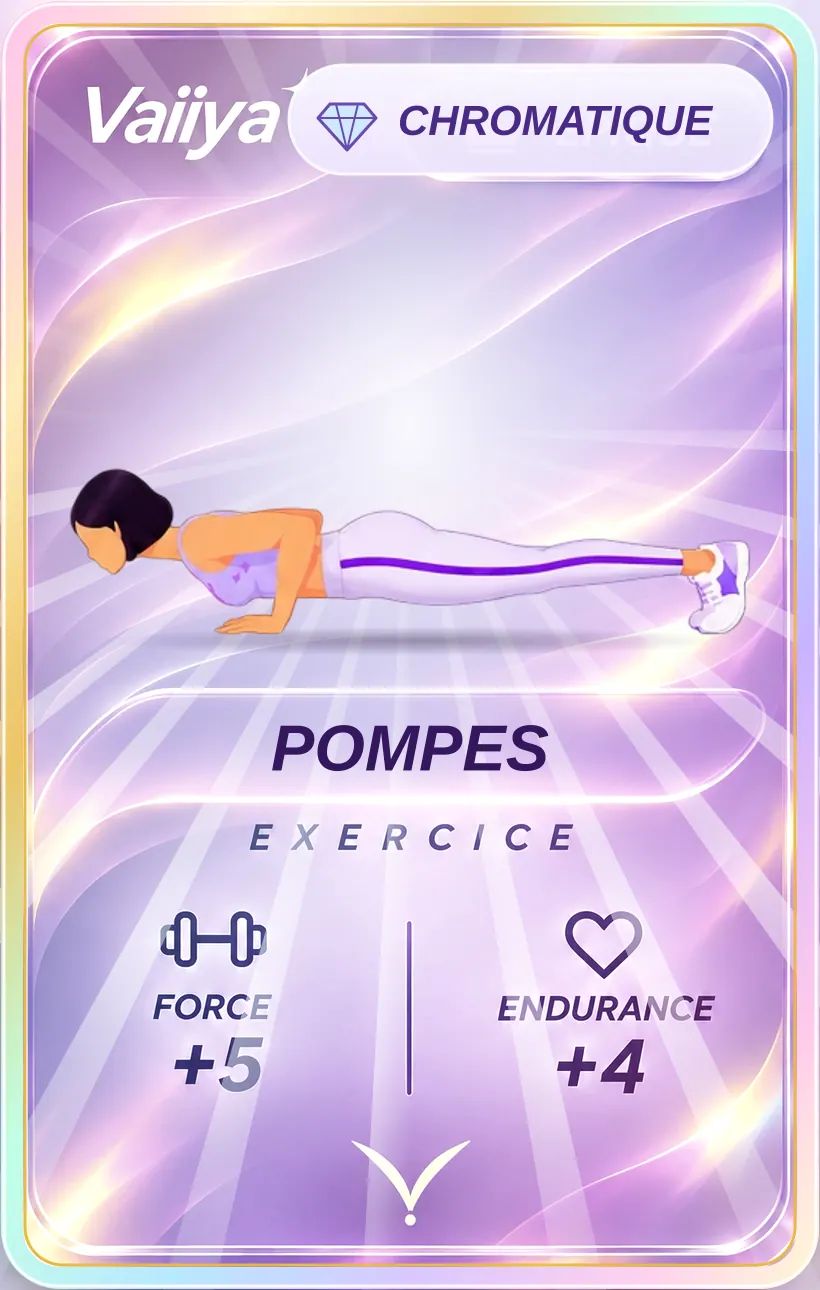 Vaiiya
CHROMATIQUE
POMPES
EXERCICE
FORCE
+5
ENDURANCE
+4